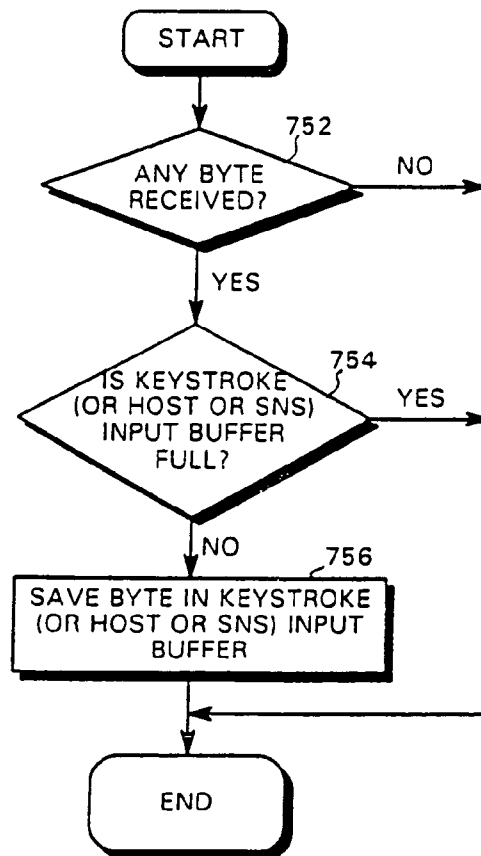 START
752
ANY BYTE
RECEIVED?
NO
YES
754
IS KEYSTROKE
(OR HOST OR SNS)
INPUT BUFFER
FULL?
YES
NO
756
SAVE BYTE IN KEYSTROKE
(OR HOST OR SNS) INPUT
BUFFER
END